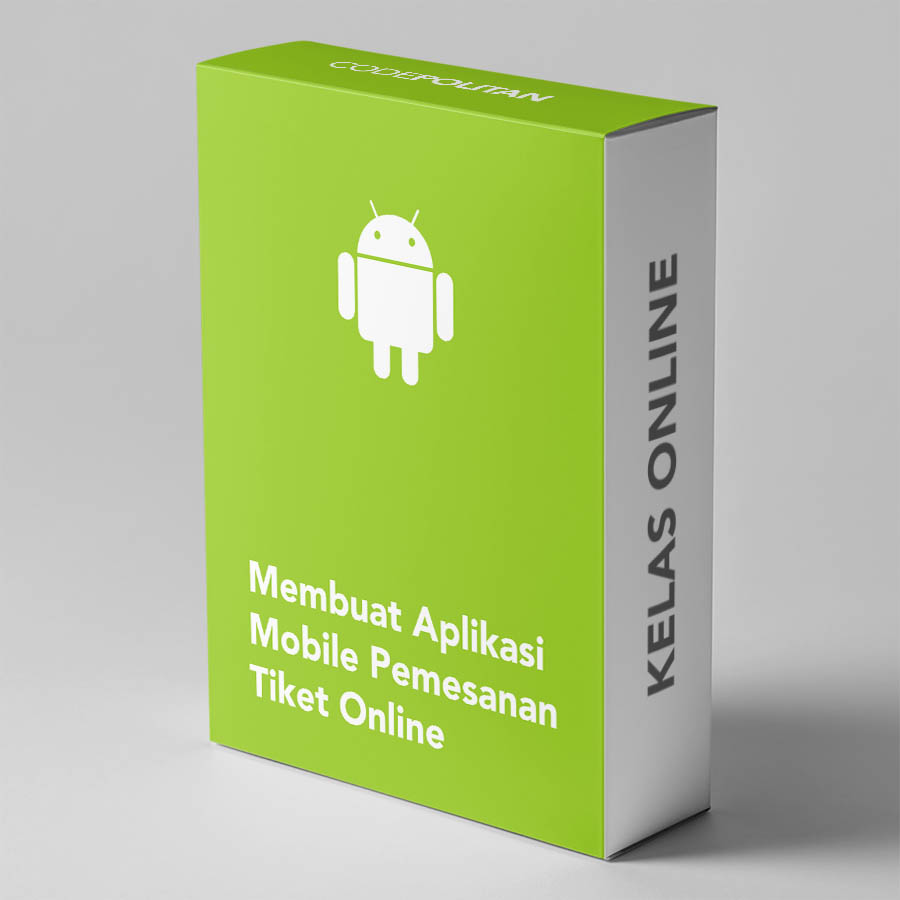 CODEPOLITAN
Membuat Aplikasi
Mobile Pemesanan
Tiket Online
KELAS ONLINE